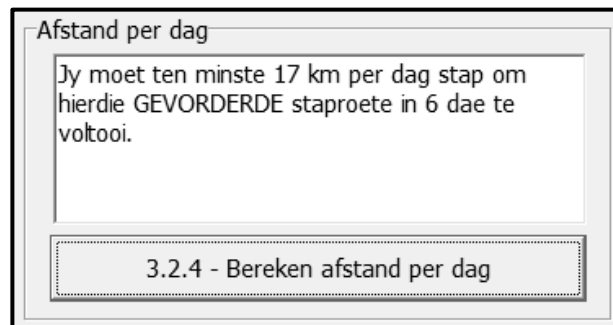 Afstand per dag
Jy moet ten minste 17 km per dag stap om
hierdie GEVORDERDE staproete in 6 dae te
voltooi.
3.2.4 - Bereken afstand per dag